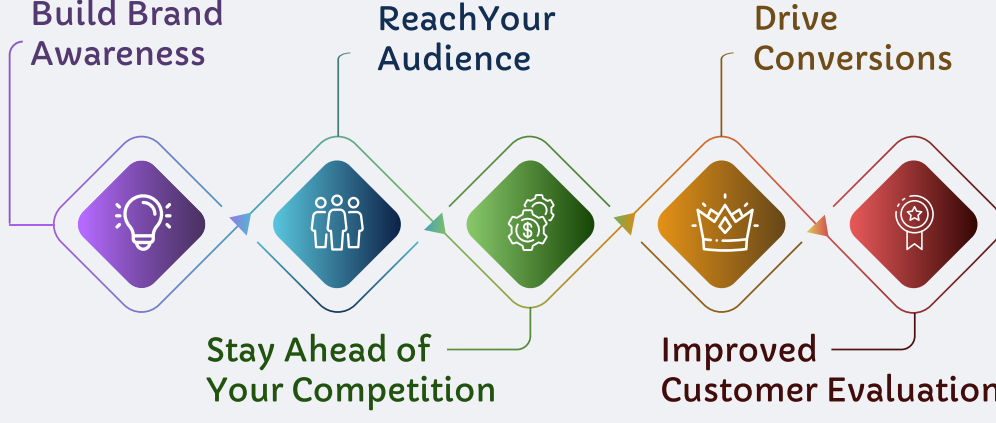 Build Brand
Awareness
ReachYour
Audience
Drive
Conversions
$
Stay Ahead of
Your Competition
Improved
Customer Evaluation